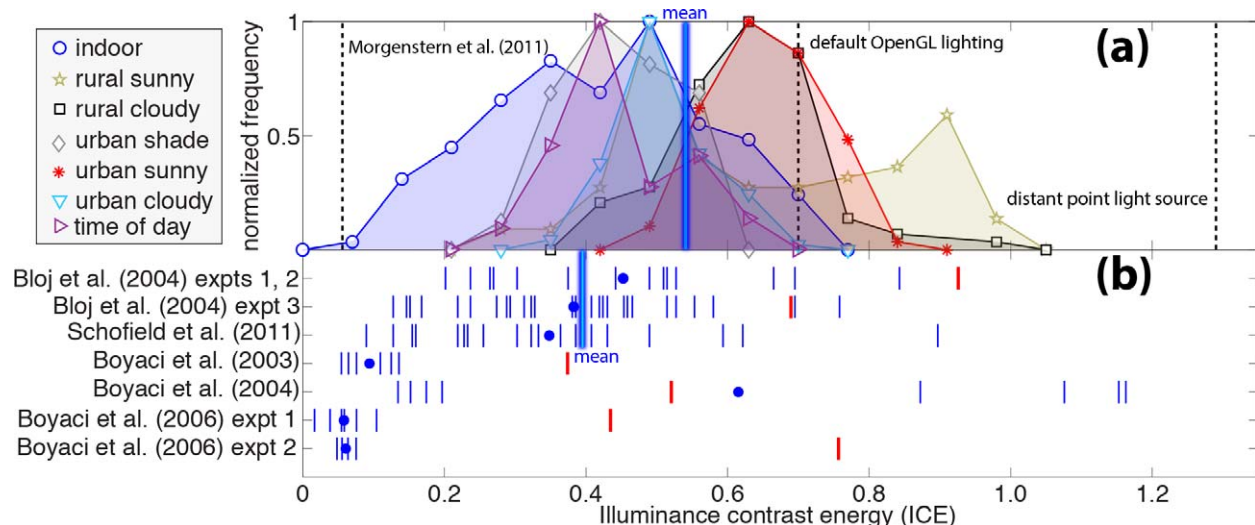 indoor
rural sunny
rural cloudy
urban shade
urban sunny
urban cloudy
time of day
normalized frequency
1
0.5
mean
Morgenstern et al. (2011)
default OpenGL lighting
(a)
distant point light source
(b)
Bloj et al. (2004) expts 1, 2
Bloj et al. (2004) expt 3
Schofield et al. (2011)
mean
Boyaci et al. (2003)
Boyaci et al. (2004)
Boyaci et al. (2006) expt 1
Boyaci et al. (2006) expt 2
0 0.2 0.4 0.6 0.8 1.0 1.2
Illuminance contrast energy (ICE)